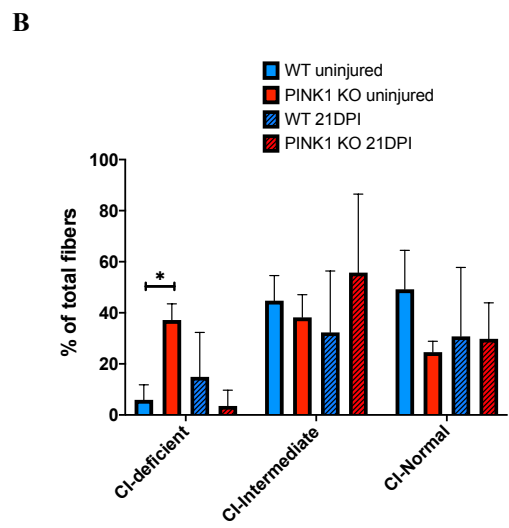 B
WT uninjured
PINK1 KO uninjured
WT 21DPI
PINK1 KO 21DPI
% of total fibers
100
80
60
40
20
0
*
CI-deficient
CI-Intermediate
CI-Normal